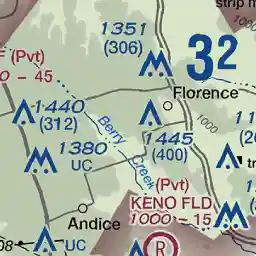 strip m
1351
(306)
3²
F (Pvt)
0 - 45
Florence
1440
(312)
1000
Berry
Creek
1445
(400)
11
(20
1380
UC
tr
(Pvt)
KENO FLD
1000 - 15
Andice
08
UC
R